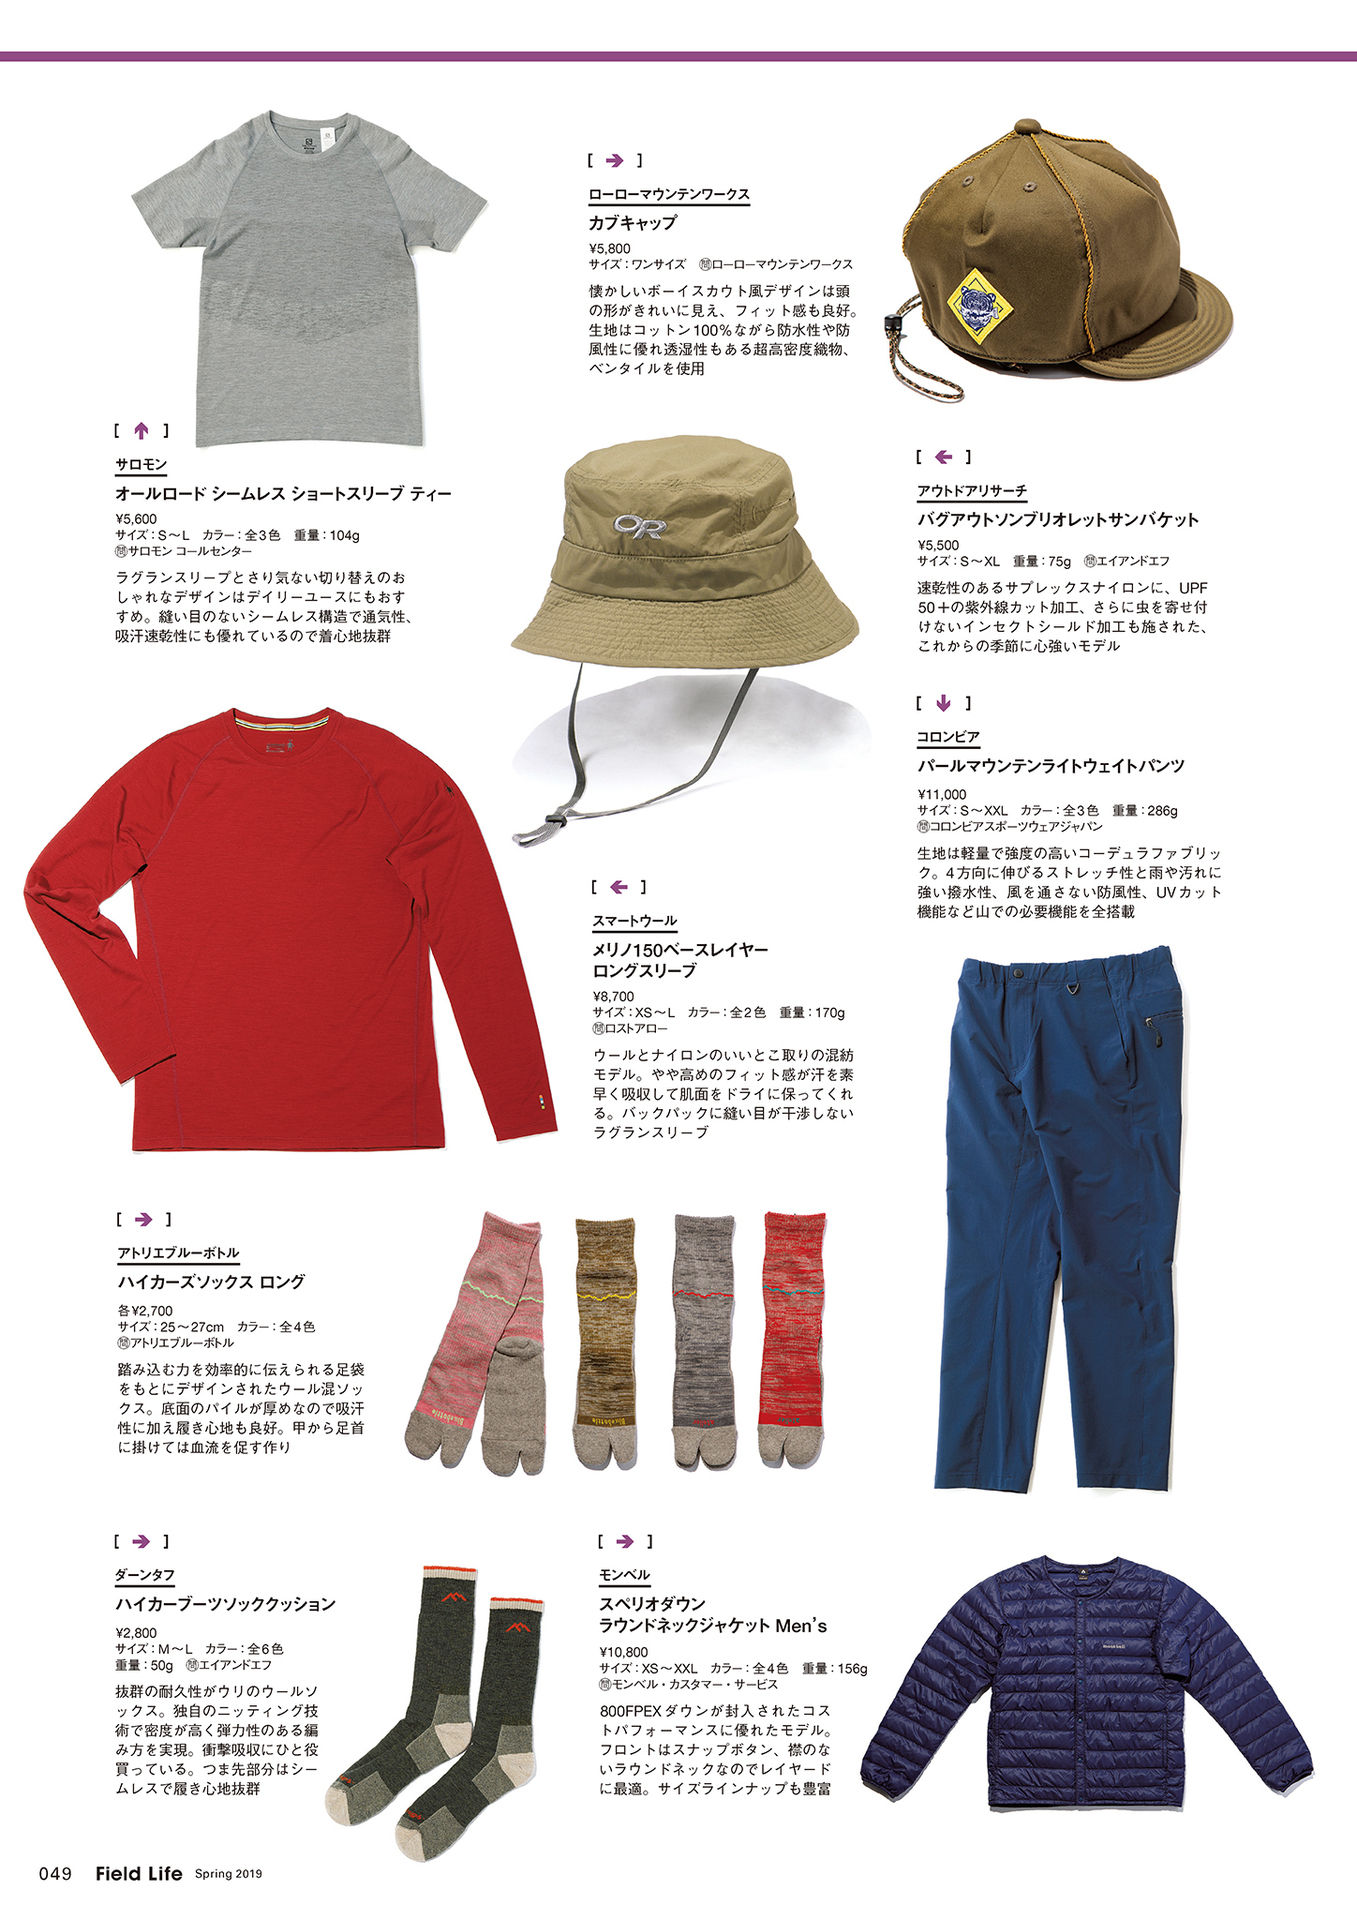 ローローマウンテンワークス
カブキャップ
¥5,800
サイズ：ワンサイズ　㉄ローローマウンテンワークス
懐かしいボーイスカウト風デザインは頭
の形がきれいに見え、フィット感も良好。
生地はコットン100%ながら防水性や防
風性に優れ透湿性もある超高密度織物、
ベンタイルを使用
サロモン
オールロード シームレス ショートスリーブ ティー
¥5,600
サイズ：S〜L　カラー：全3色　重量：104g
㉄サロモン コールセンター
ラグランスリーブとさり気ない切り替えのお
しゃれなデザインはデイリーユースにもおす
すめ。縫い目のないシームレス構造で通気性、
吸汗速乾性にも優れているので着心地抜群
OR
アウトドアリサーチ
バグアウトソンブリオレットサンバケット
¥5,500
サイズ：S〜XL　重量：75g　㉄エイアンドエフ
速乾性のあるサプレックスナイロンに、UPF
50＋の紫外線カット加工、さらに虫を寄せ付
けないインセクトシールド加工も施された、
これからの季節に心強いモデル
コロンビア
パールマウンテンライトウェイトパンツ
¥11,000
サイズ：S〜XXL　カラー：全3色　重量：286g
㉄コロンビアスポーツウェアジャパン
生地は軽量で強度の高いコーデュラファブリッ
ク。4方向に伸びるストレッチ性と雨や汚れに
強い撥水性、風を通さない防風性、UVカット
機能など山での必要機能を全搭載
スマートウール
メリノ150ベースレイヤー
ロングスリーブ
¥8,700
サイズ：XS〜L　カラー：全2色　重量：170g
㉄ロストアロー
ウールとナイロンのいいとこ取りの混紡
モデル。やや高めのフィット感が汗を素
早く吸収して肌面をドライに保ってくれ
る。バックパックに縫い目が干渉しない
ラグランスリーブ
アトリエブルーボトル
ハイカーズソックス ロング
各¥2,700
サイズ：25〜27cm　カラー：全4色
㉄アトリエブルーボトル
踏み込む力を効率的に伝えられる足袋
をもとにデザインされたウール混ソッ
クス。底面のパイルが厚めなので吸汗
性に加え履き心地も良好。甲から足首
に掛けては血流を促す作り
ダーンタフ
ハイカーブーツソッククッション
¥2,800
サイズ：M〜L　カラー：全6色
重量：50g　㉄エイアンドエフ
抜群の耐久性がウリのウールソ
ックス。独自のニッティング技
術で密度が高く弾力性のある編
み方を実現。衝撃吸収にひと役
買っている。つま先部分はシー
ムレスで履き心地抜群
モンベル
スペリオダウン
ラウンドネックジャケット Men's
¥10,800
サイズ：XS〜XXL　カラー：全4色　重量：156g
㉄モンベル・カスタマー・サービス
800FPEXダウンが封入されたコス
トパフォーマンスに優れたモデル。
フロントはスナップボタン、襟のな
いラウンドネックなのでレイヤード
に最適。サイズラインナップも豊富
mont-bell
049 Field Life Spring 2019